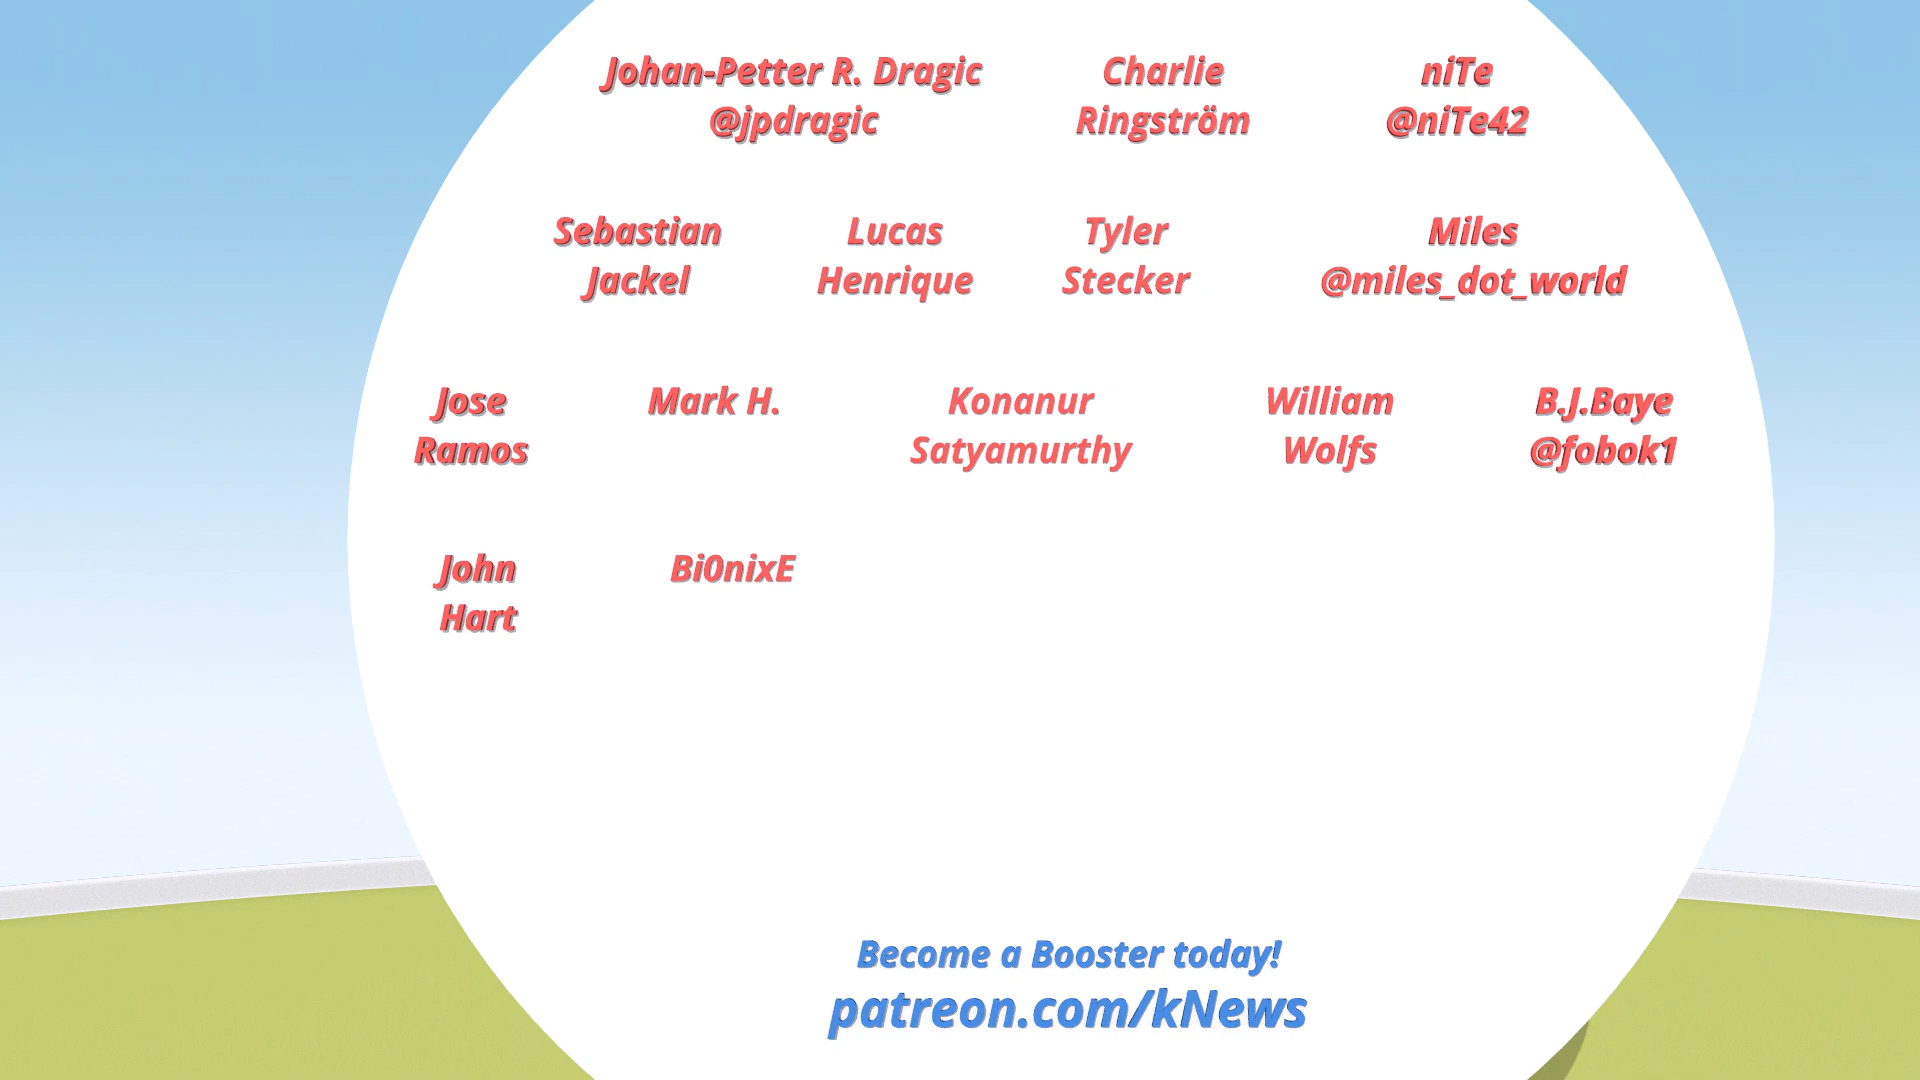 Johan-Petter R. Dragic
@jpdragic
Charlie
Ringström
niTe
@niTe42
Sebastian
Jackel
Lucas
Henrique
Tyler
Stecker
Miles
@miles_dot_world
Jose
Ramos
Mark H.
Konanur
Satyamurthy
William
Wolfs
B.J.Baye
@fobok1
John
Hart
Bi0nixE
Become a Booster today!
patreon.com/kNews